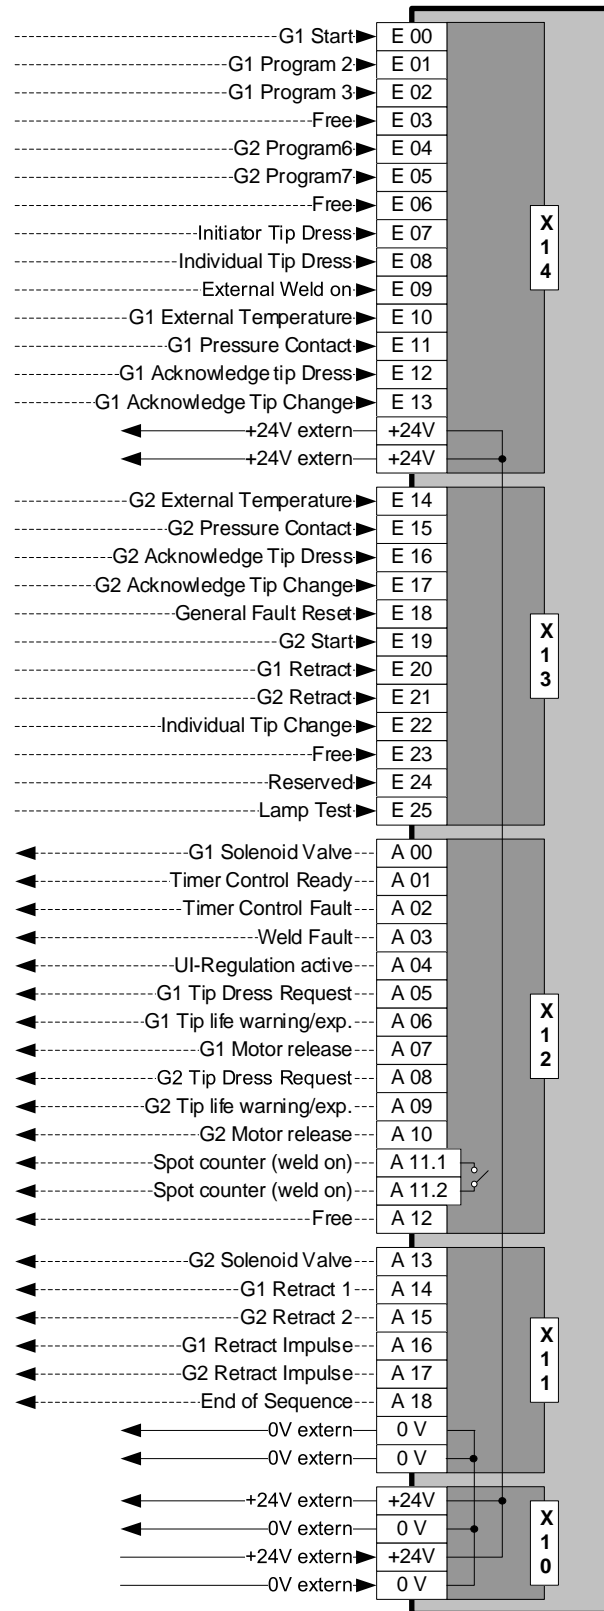 G1 Start E 00
G1 Program 2 E 01
G1 Program 3 E 02
Free E 03
G2 Program6 E 04
G2 Program7 E 05
Free E 06
Initiator Tip Dress E 07
Individual Tip Dress E 08
External Weld on E 09
G1 External Temperature E 10
G1 Pressure Contact E 11
G1 Acknowledge tip Dress E 12
G1 Acknowledge Tip Change E 13
+24V extern +24V
+24V extern +24V
X14
G2 External Temperature E 14
G2 Pressure Contact E 15
G2 Acknowledge Tip Dress E 16
G2 Acknowledge Tip Change E 17
General Fault Reset E 18
G2 Start E 19
G1 Retract E 20
G2 Retract E 21
Individual Tip Change E 22
Free E 23
Reserved E 24
Lamp Test E 25
X13
G1 Solenoid Valve A 00
Timer Control Ready A 01
Timer Control Fault A 02
Weld Fault A 03
UI-Regulation active A 04
G1 Tip Dress Request A 05
G1 Tip life warning/exp. A 06
G1 Motor release A 07
G2 Tip Dress Request A 08
G2 Tip life warning/exp. A 09
G2 Motor release A 10
Spot counter (weld on) A 11.1
Spot counter (weld on) A 11.2
Free A 12
X12
G2 Solenoid Valve A 13
G1 Retract 1 A 14
G2 Retract 2 A 15
G1 Retract Impulse A 16
G2 Retract Impulse A 17
End of Sequence A 18
0V extern 0 V
0V extern 0 V
X11
+24V extern +24V
0V extern 0 V
+24V extern +24V
0V extern 0 V
X10